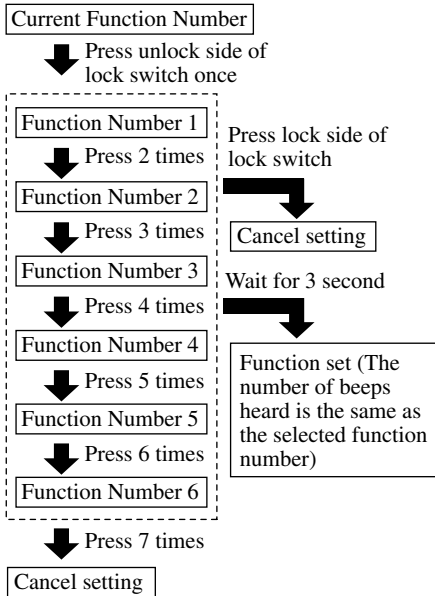 Current Function Number
Press unlock side of
lock switch once
Function Number 1
Press 2 times
Function Number 2
Press 3 times
Function Number 3
Press 4 times
Function Number 4
Press 5 times
Function Number 5
Press 6 times
Function Number 6
Press 7 times
Cancel setting
Press lock side of
lock switch
Cancel setting
Wait for 3 second
Function set (The
number of beeps
heard is the same as
the selected function
number)